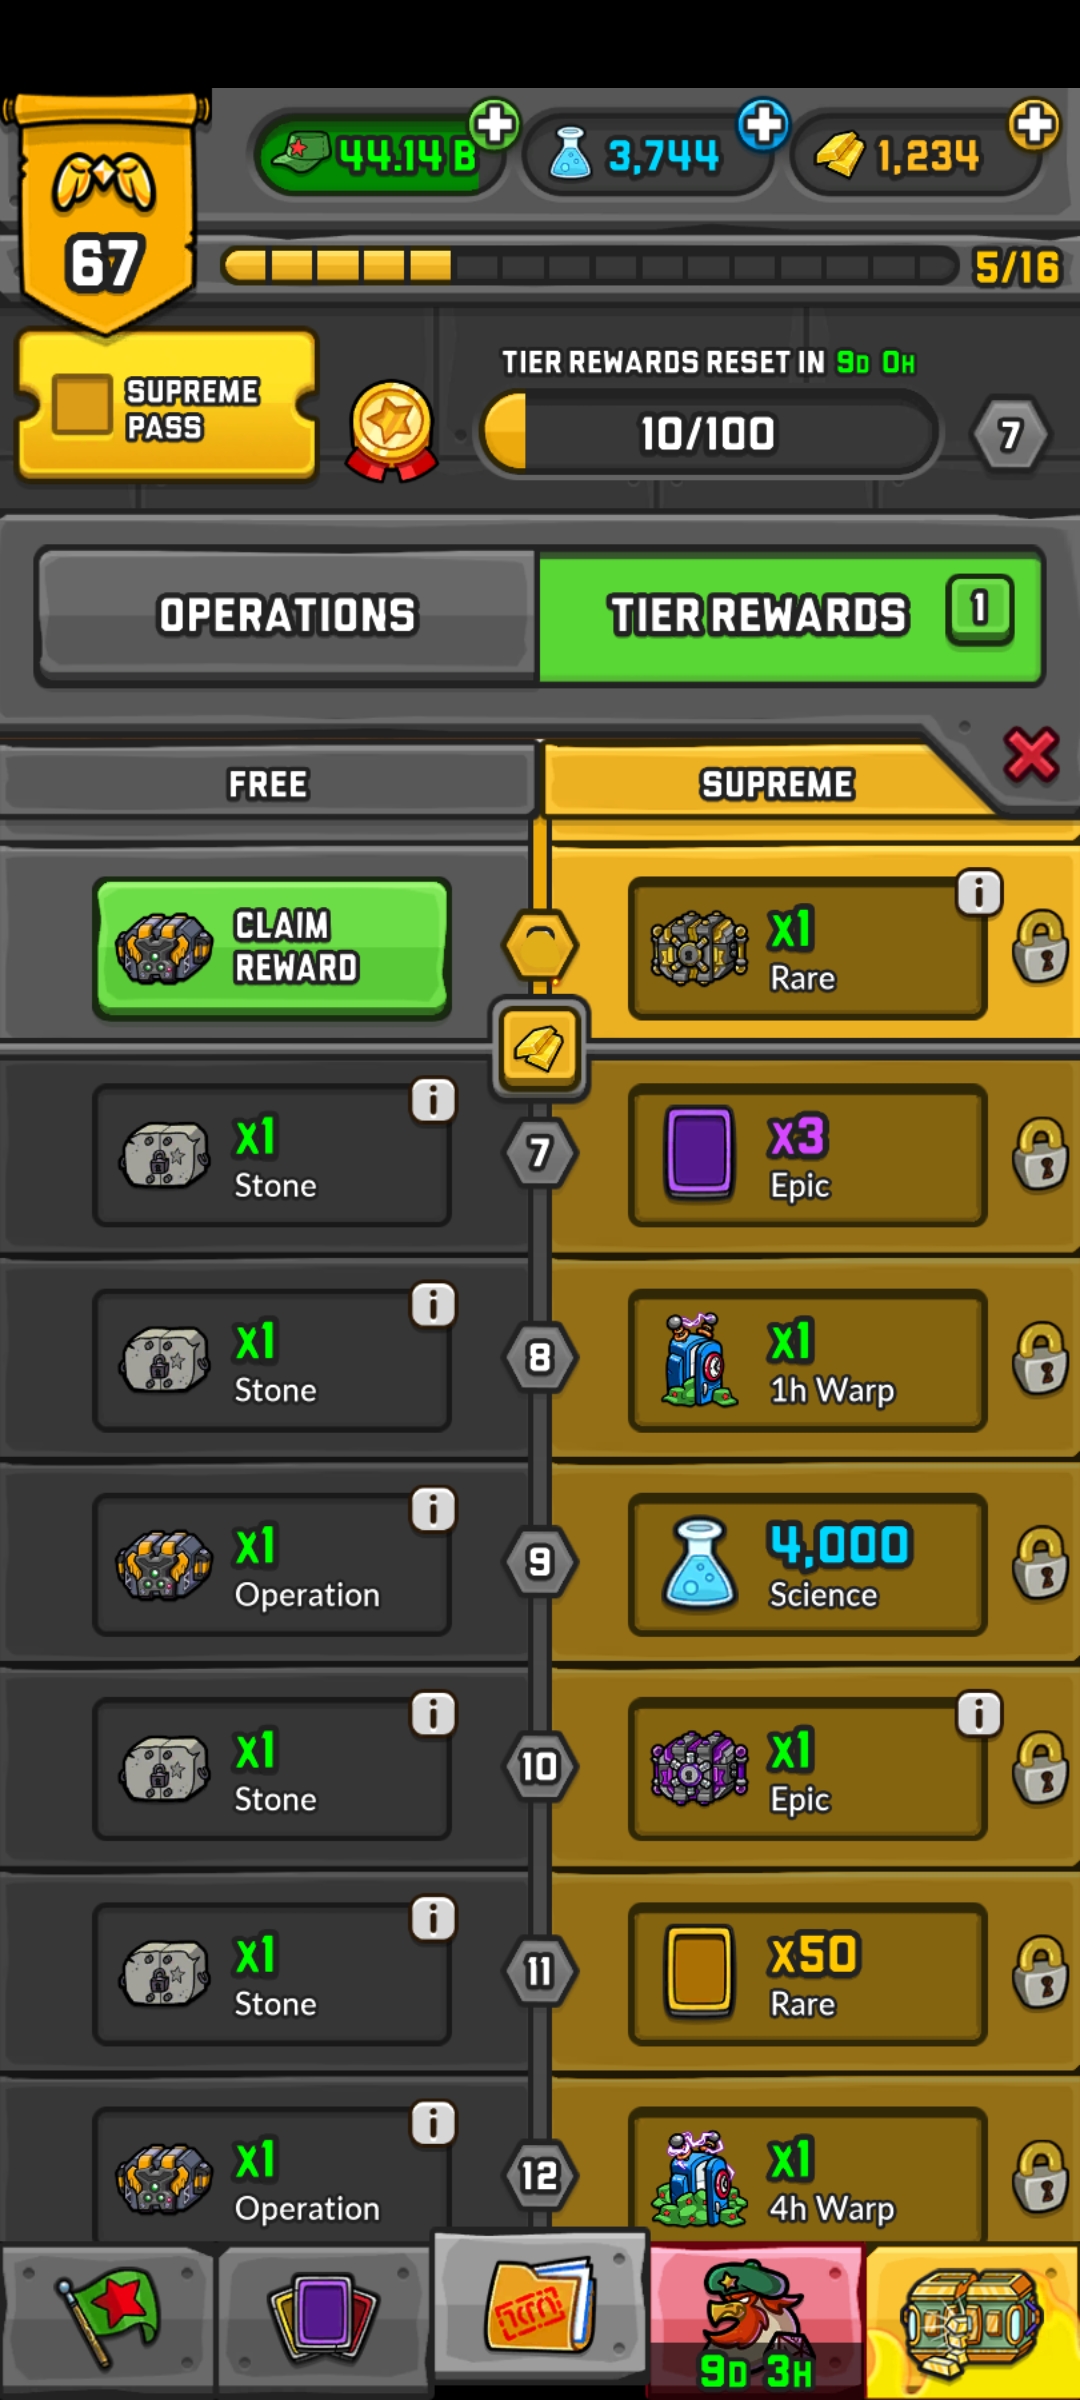 44.14 B
3,744
1,234
67
5/16
SUPREME
PASS
TIER REWARDS RESET IN 9D 0H
10/100
7
OPERATIONS
TIER REWARDS
1
FREE
SUPREME
CLAIM
REWARD
x1
Rare
i
x1
Stone
i
7
x3
Epic
x1
Stone
i
8
x1
1h Warp
x1
Operation
i
9
4,000
Science
x1
Stone
i
10
x1
Epic
i
x1
Stone
i
11
x50
Rare
x1
Operation
i
12
x1
4h Warp
9D 3H